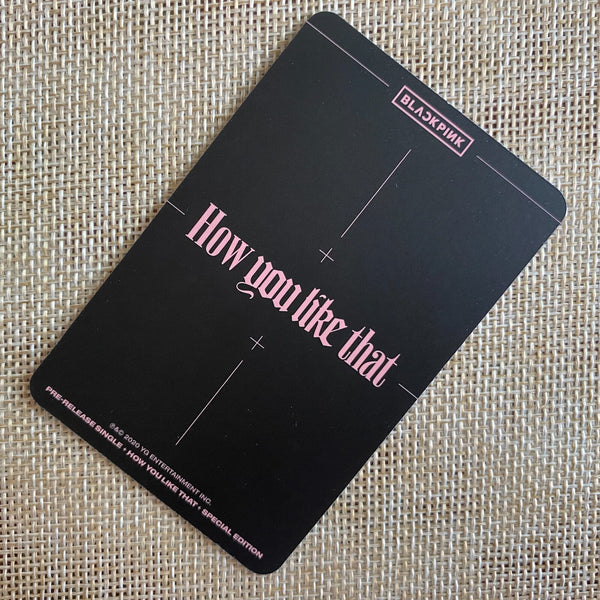 BLACKPINK
How you like that
℗&© 2020 YG ENTERTAINMENT INC.
PRE-RELEASE SINGLE • HOW YOU LIKE THAT • SPECIAL EDITION